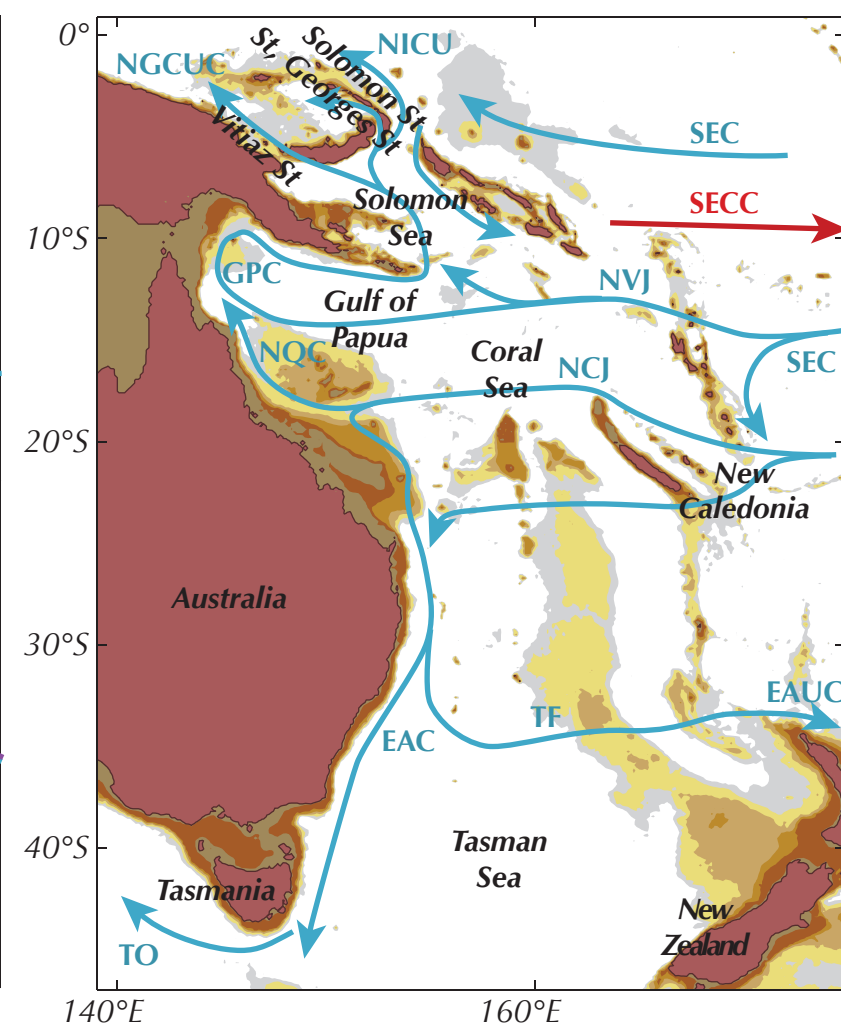 0°
NGCUC
Solomon St
St, Georges St
NICU
Vitiaz St
SEC
SECC
Solomon
Sea
10°S
GPC
NVJ
Gulf of
Papua
NQC
Coral
Sea
NCJ
SEC
20°S
New
Caledonia
Australia
30°S
EAUC
TF
EAC
40°S
Tasman
Sea
Tasmania
New
Zealand
TO
140°E
160°E